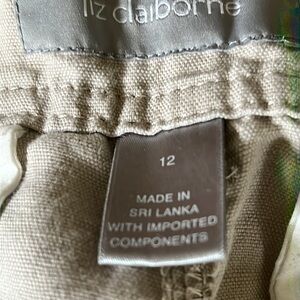 liz claiborne
12
MADE IN
SRI LANKA
WITH IMPORTED
COMPONENTS